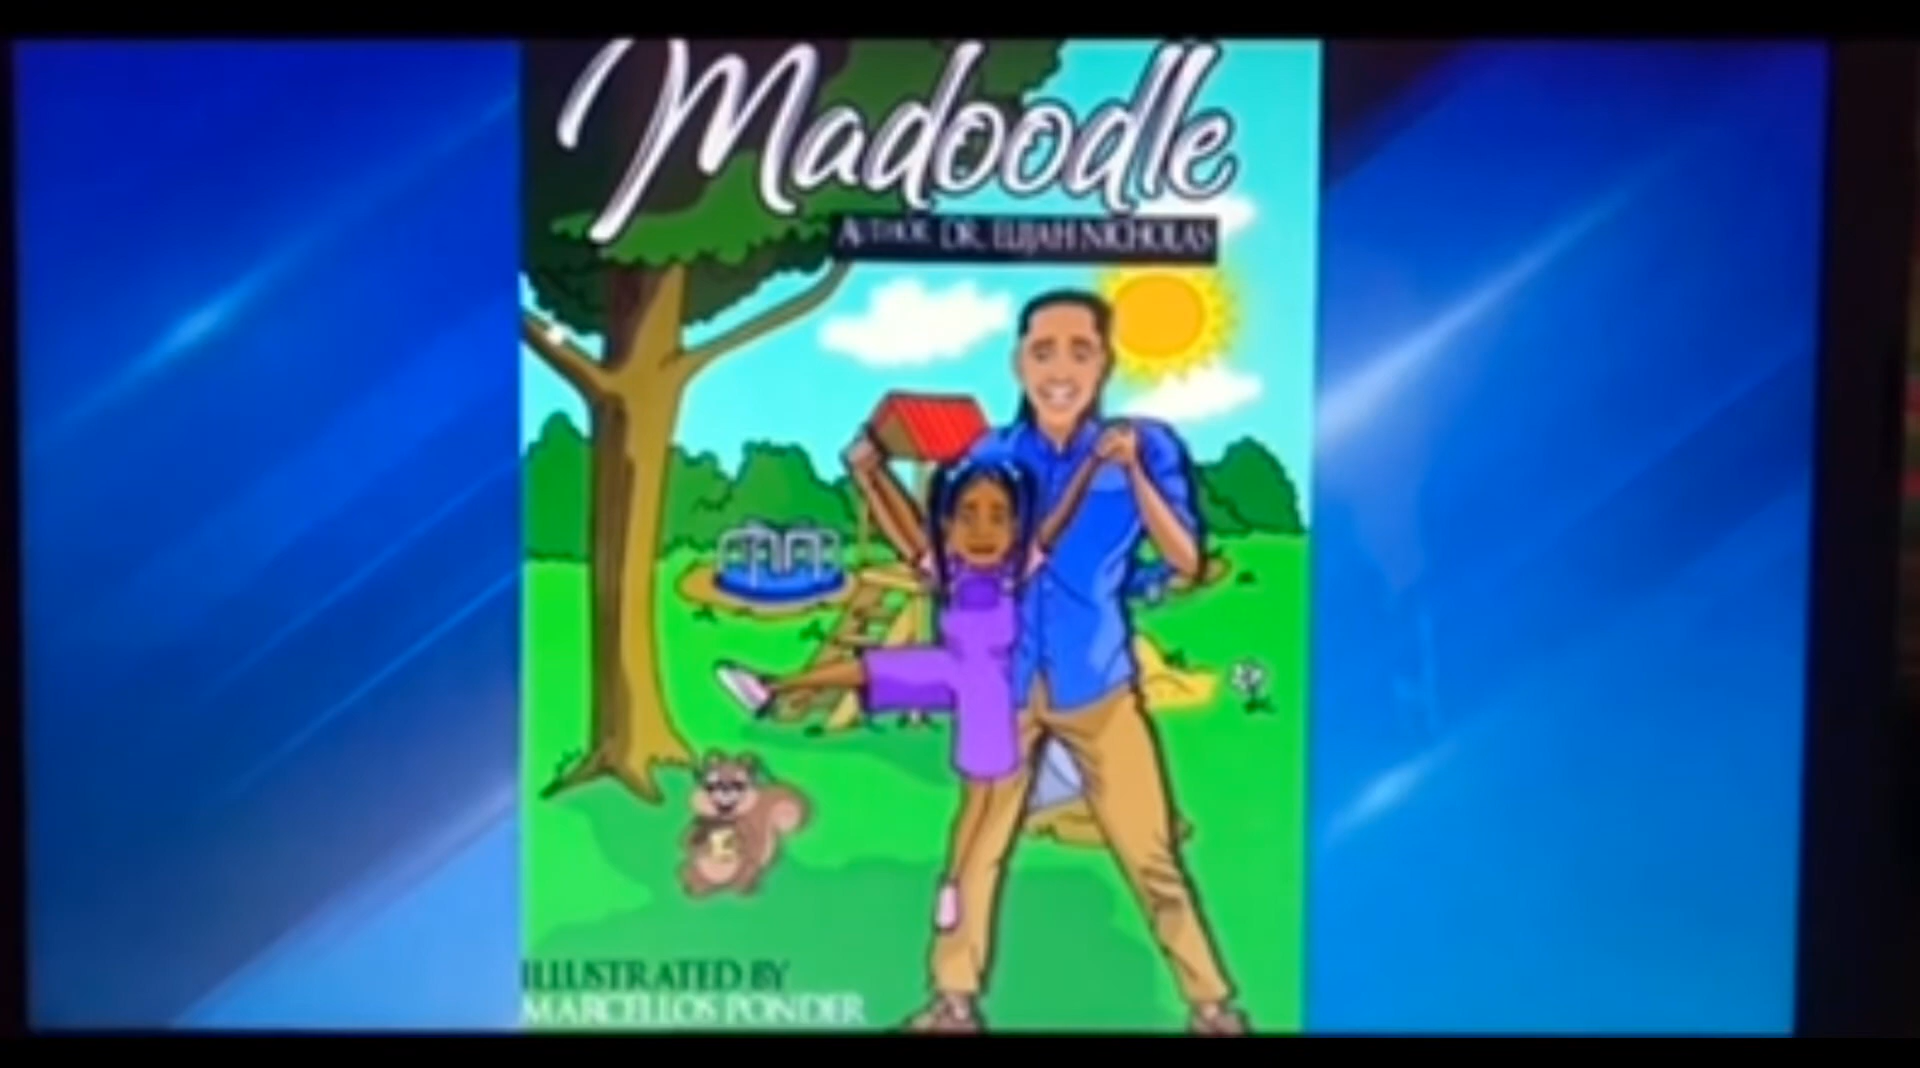 Madoodle
AUTHOR DR. ELIJAH NICHOLAS
ILLUSTRATED BY
MARCELLOS PONDER